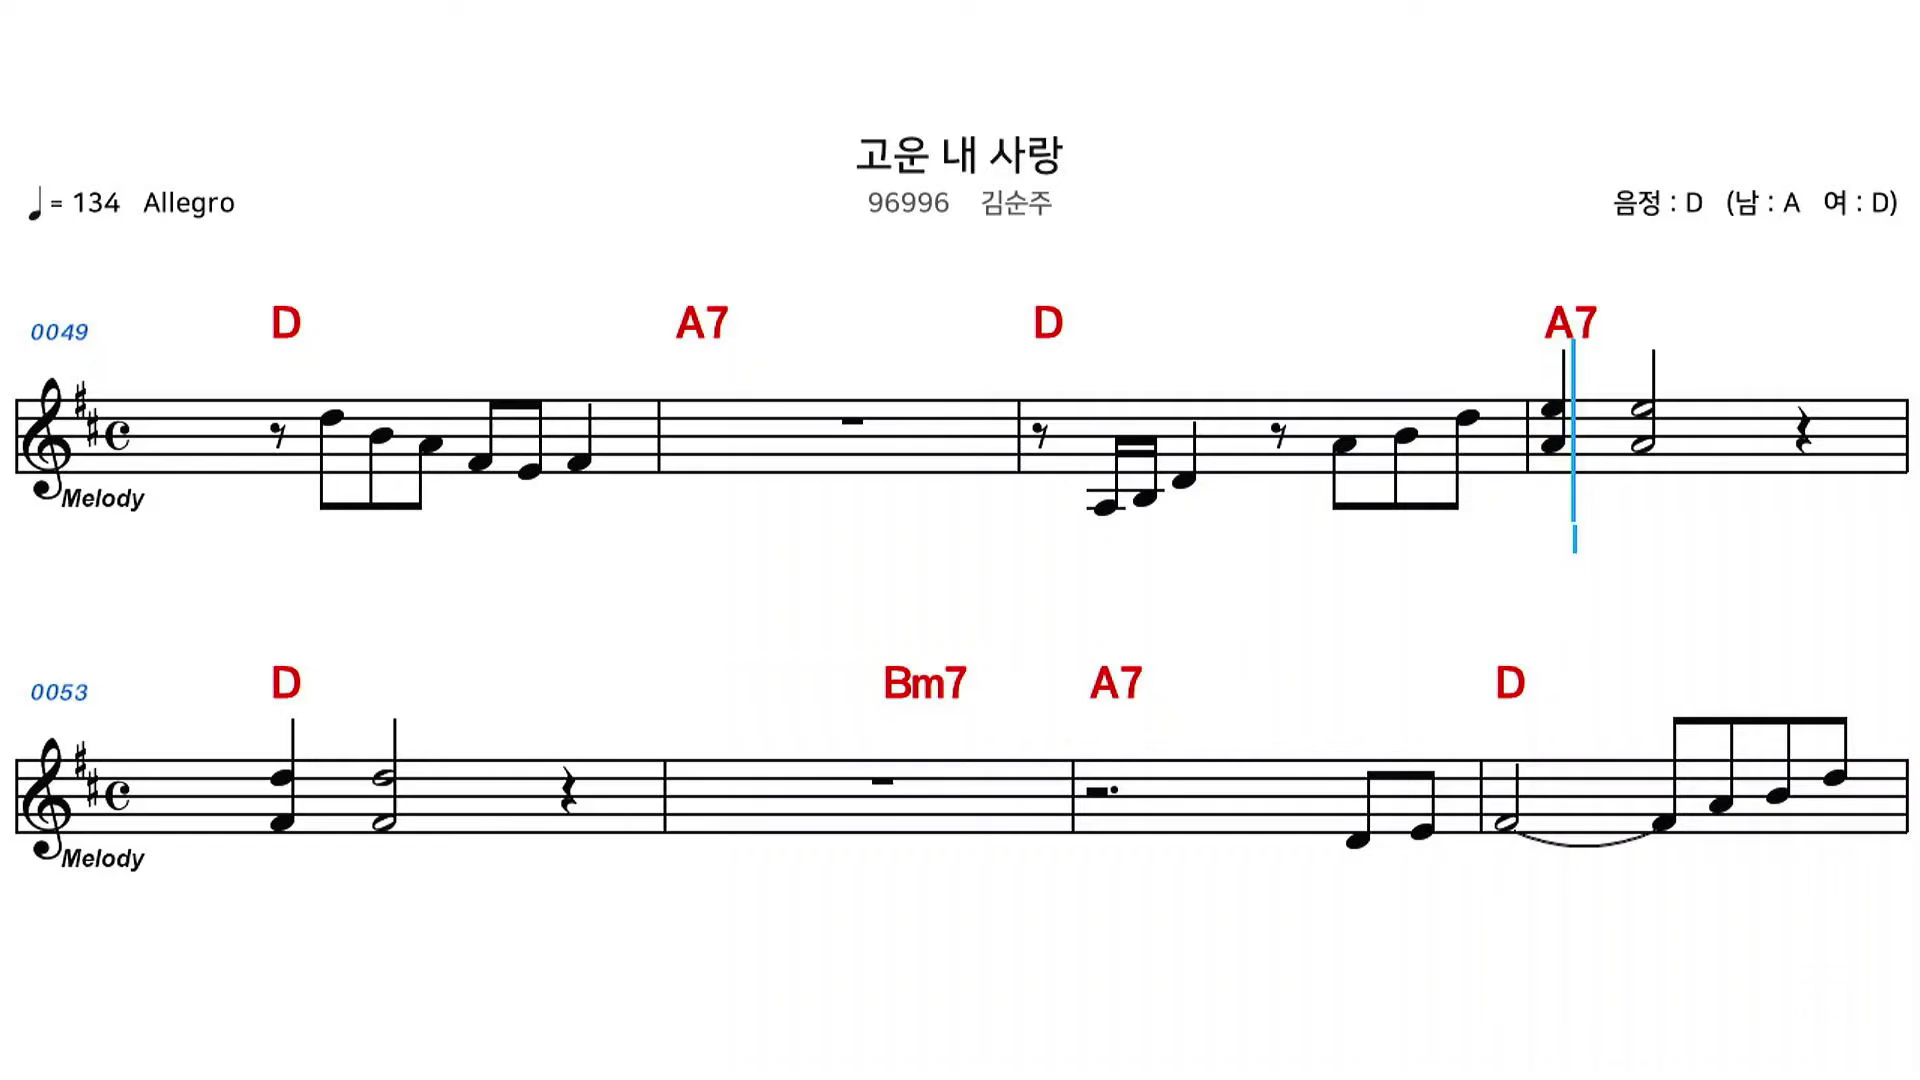 고운 내 사랑
♩ = 134 Allegro 96996 김순주 음정 : D (남 : A 여 : D)
0049 D A7 D A7
Melody
0053 D Bm7 A7 D
Melody